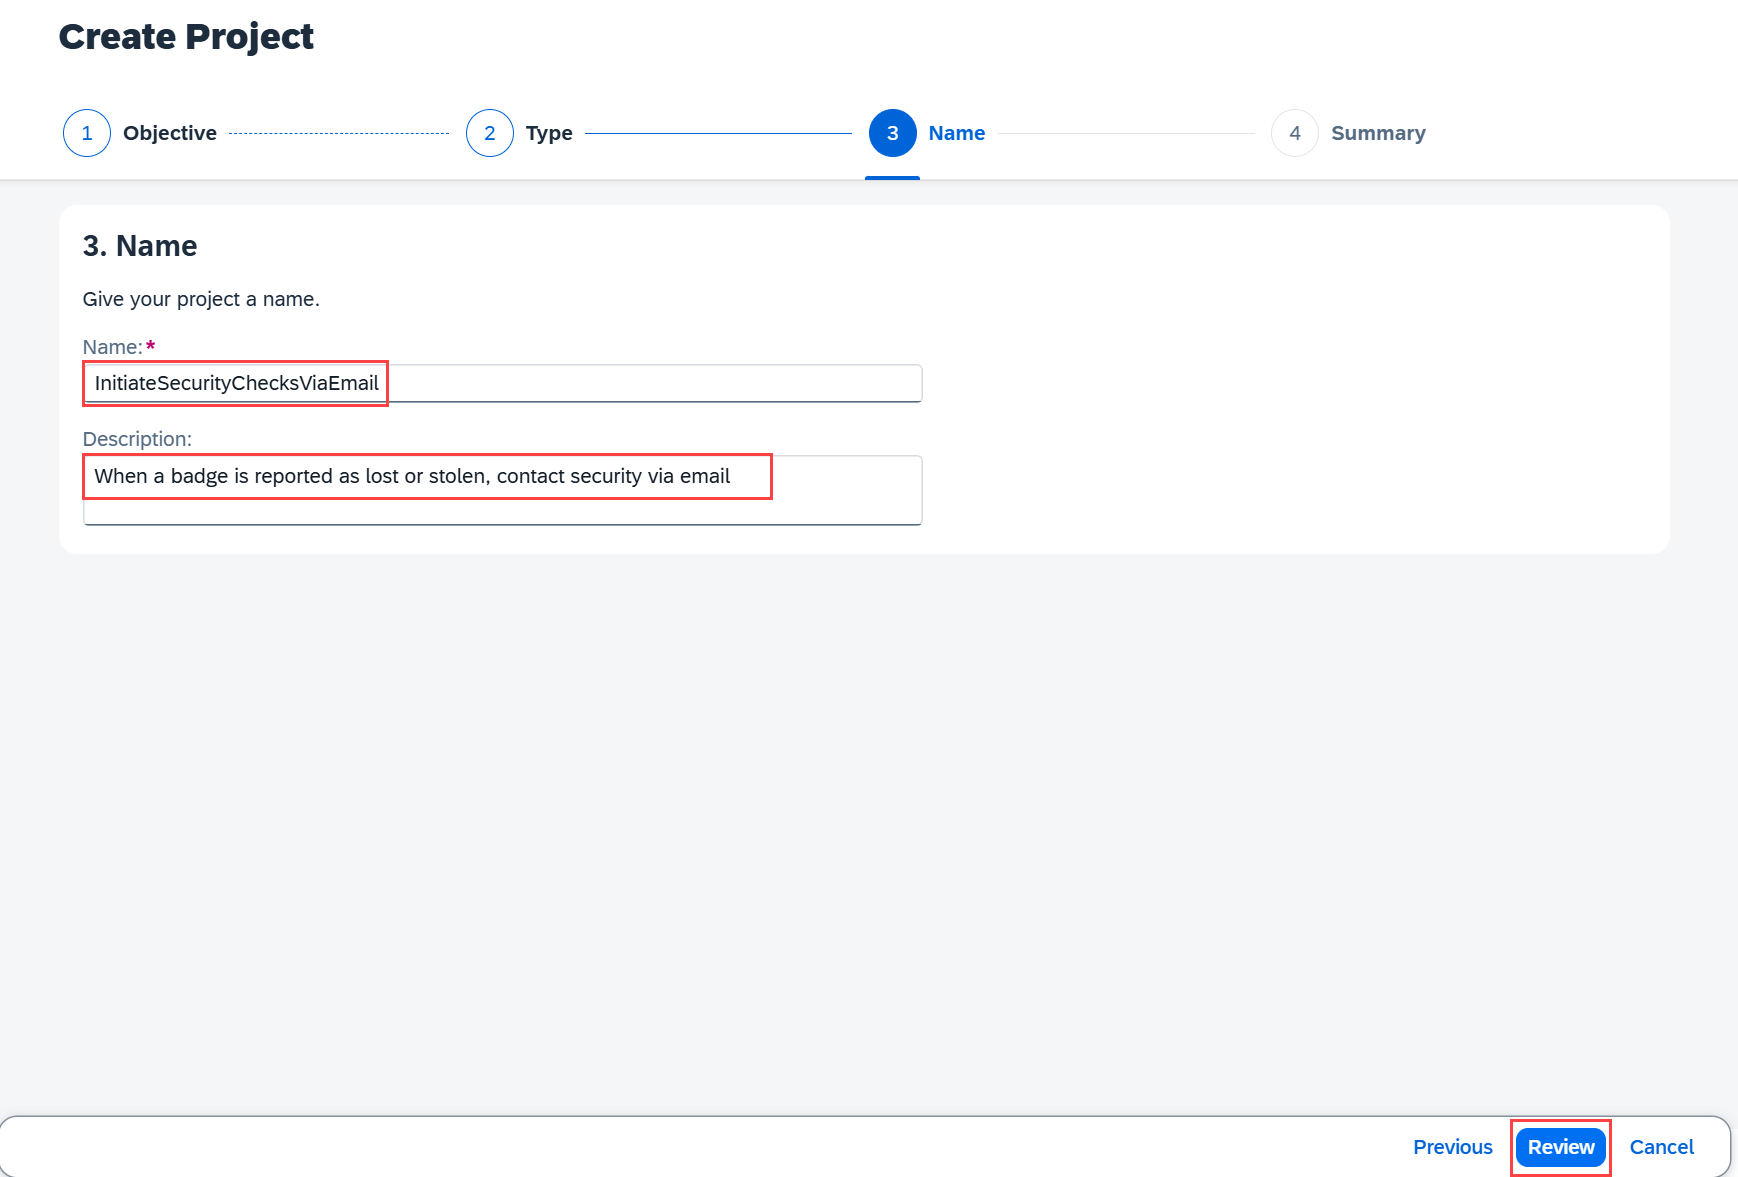 Create Project
1 Objective 2 Type 3 Name 4 Summary
3. Name
Give your project a name.
Name:*
InitiateSecurityChecksViaEmail
Description:
When a badge is reported as lost or stolen, contact security via email
Previous Review Cancel